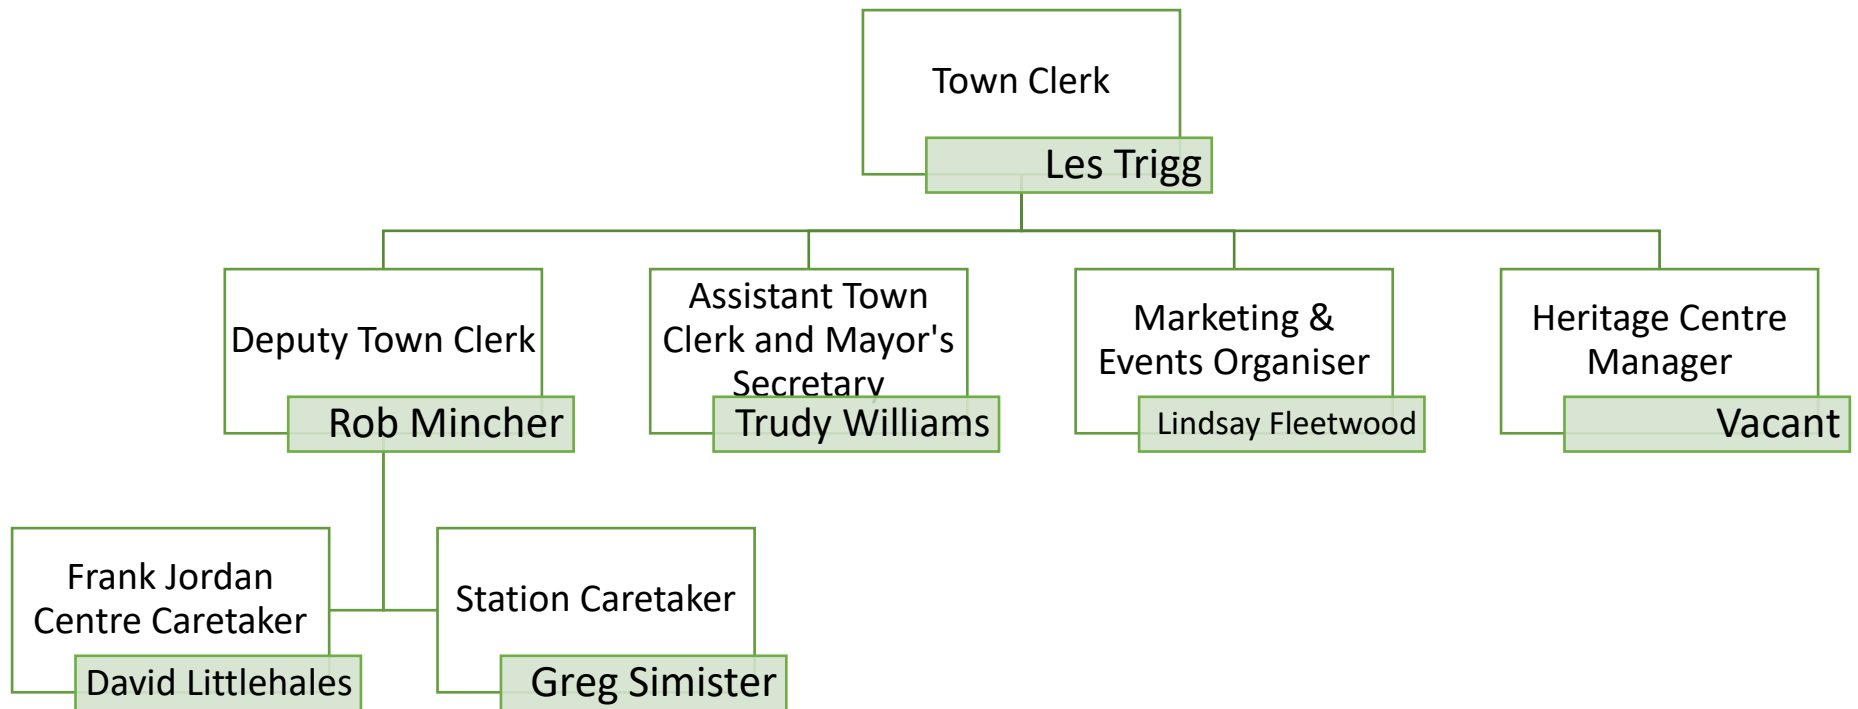 Town Clerk
Les Trigg
Deputy Town Clerk
Rob Mincher
Assistant Town
Clerk and Mayor's
Secretary
Trudy Williams
Marketing &
Events Organiser
Lindsay Fleetwood
Heritage Centre
Manager
Vacant
Frank Jordan
Centre Caretaker
David Littlehales
Station Caretaker
Greg Simister